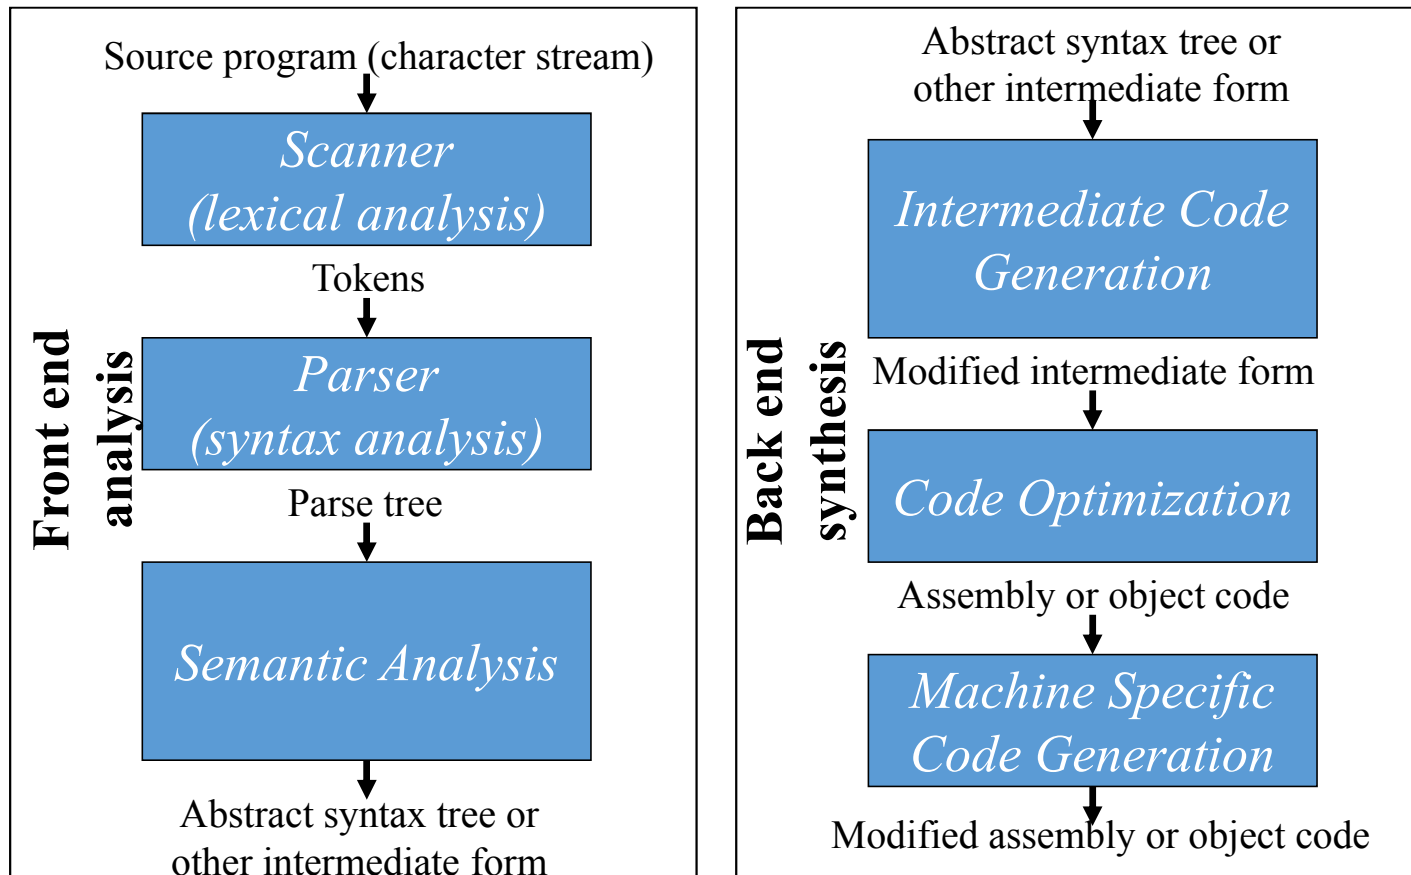 Source program (character stream)
Scanner
(lexical analysis)
Tokens
Parser
(syntax analysis)
Parse tree
Semantic Analysis
Abstract syntax tree or
other intermediate form
Front end
analysis
Abstract syntax tree or
other intermediate form
Intermediate Code
Generation
Modified intermediate form
Code Optimization
Assembly or object code
Machine Specific
Code Generation
Modified assembly or object code
Back end
synthesis